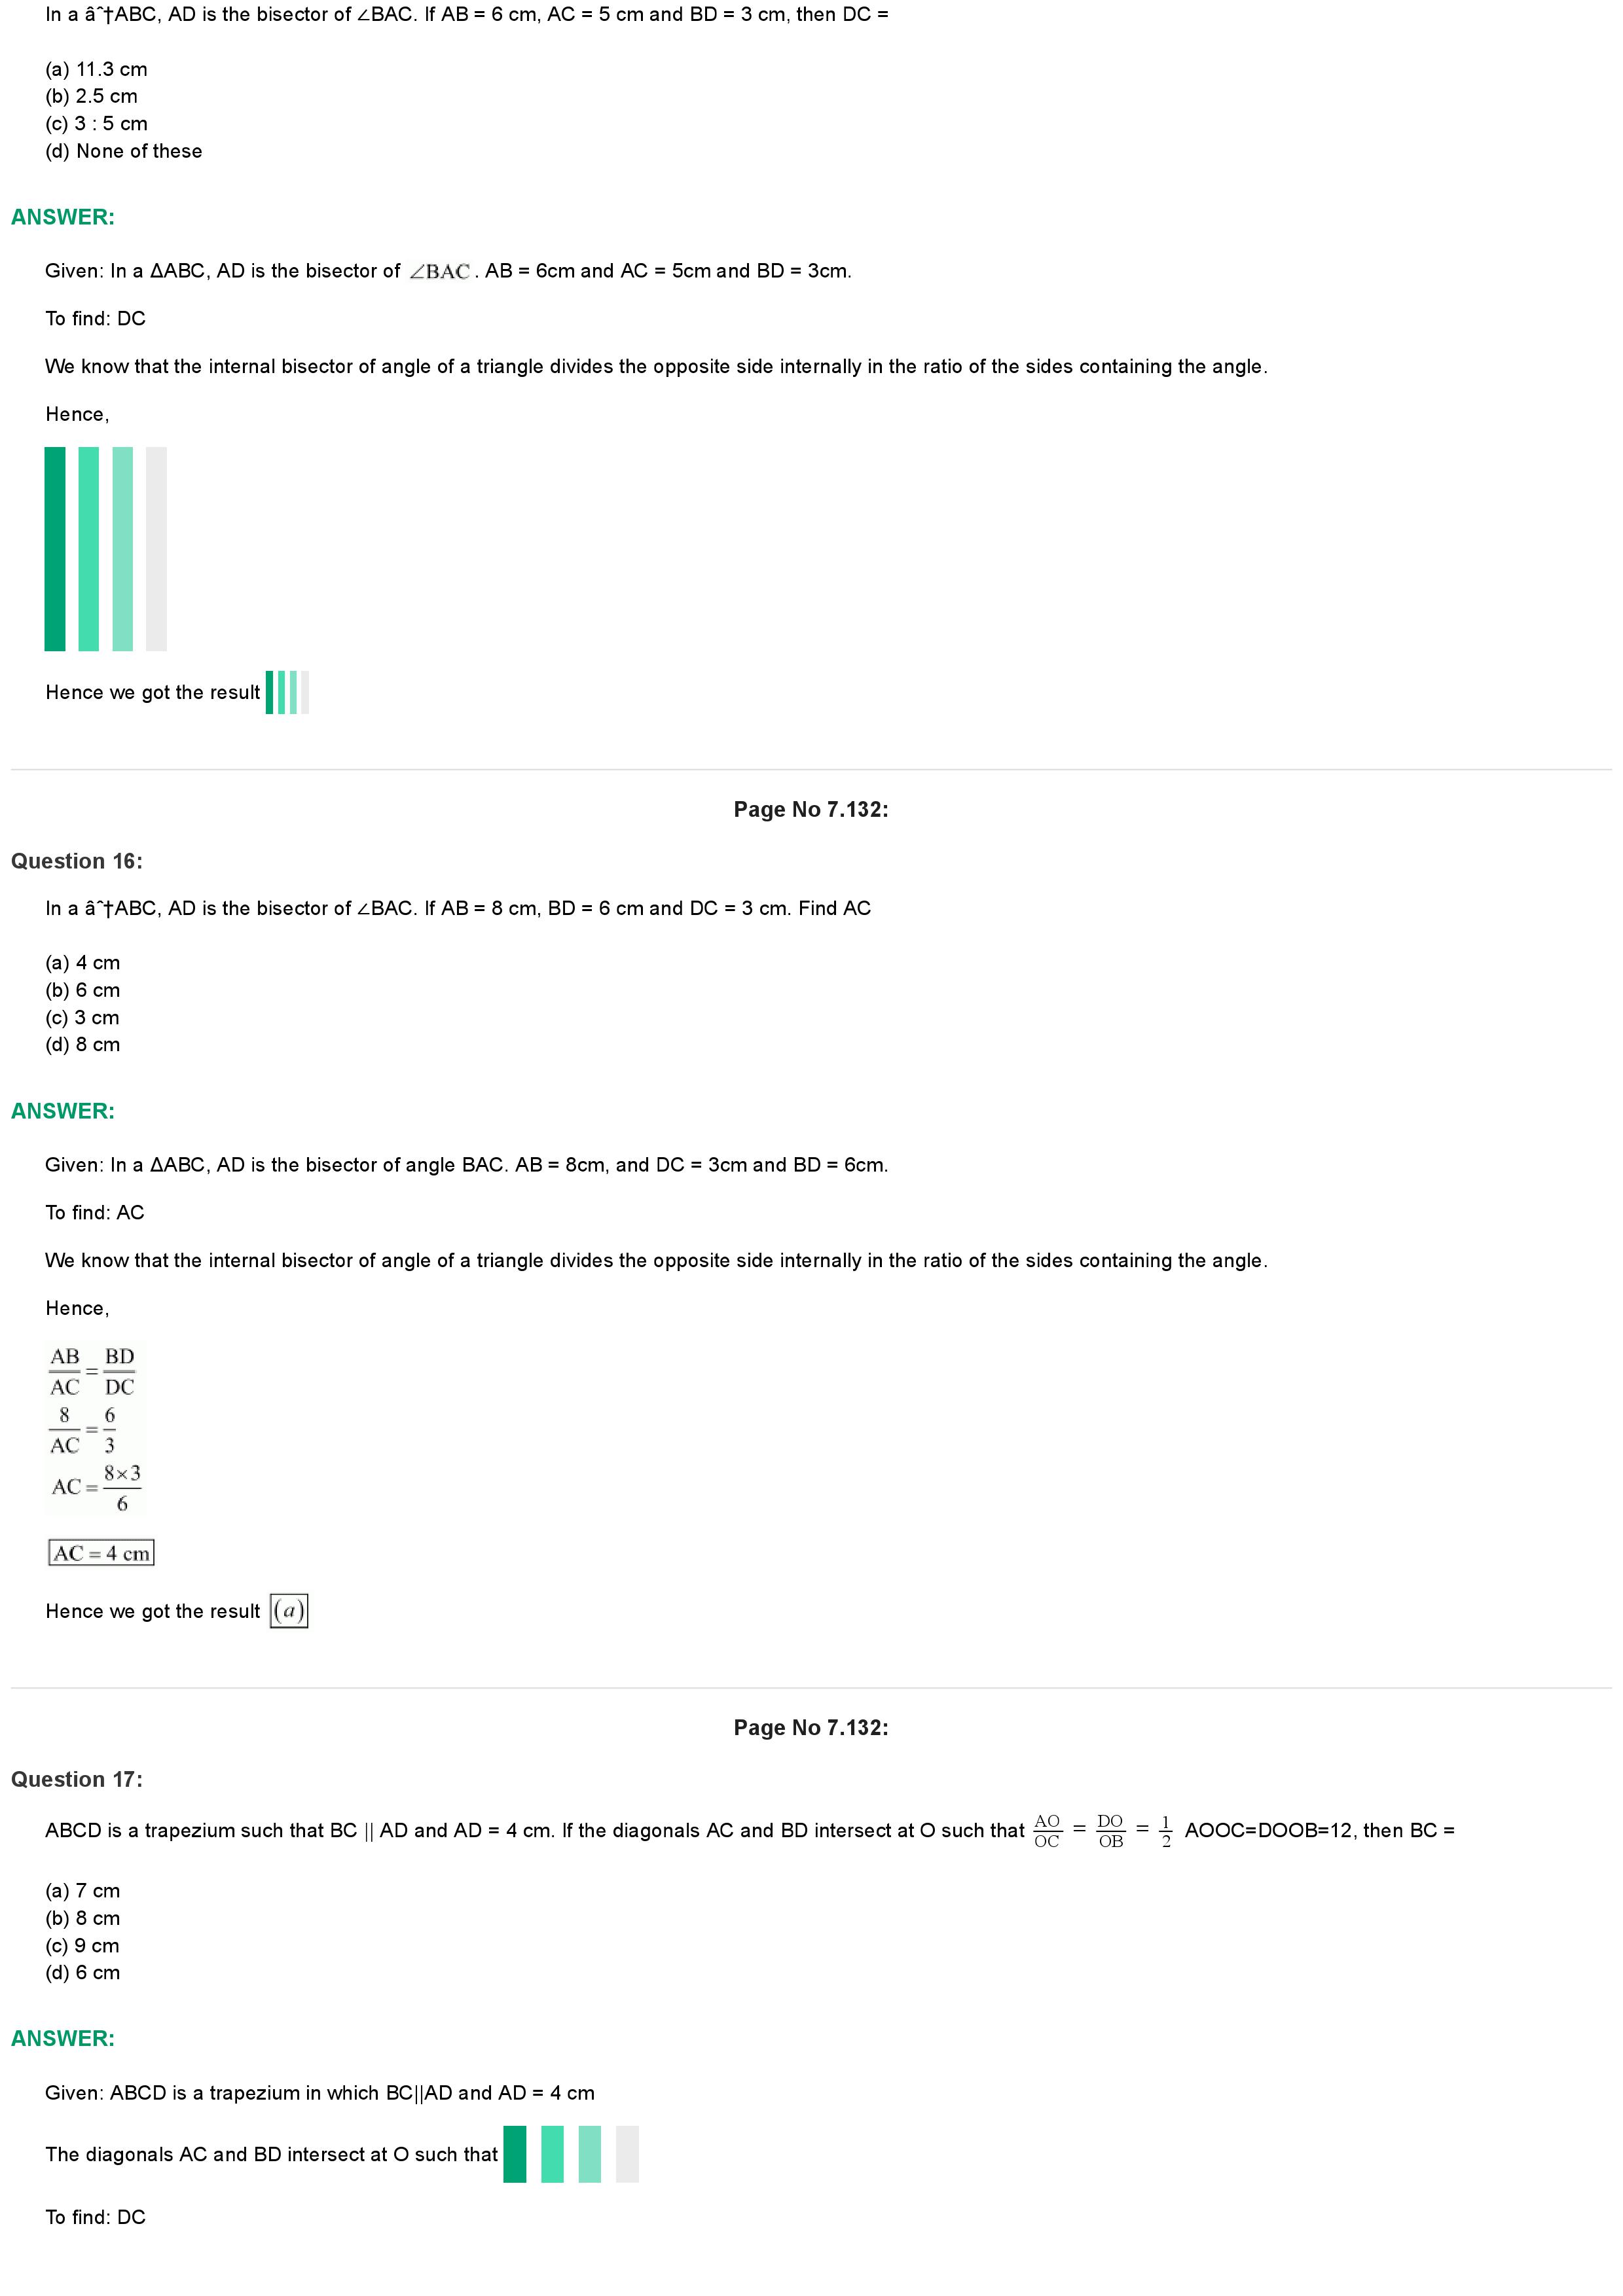 In a âˆ†ABC, AD is the bisector of ∠BAC. If AB = 6 cm, AC = 5 cm and BD = 3 cm, then DC =
(a) 11.3 cm
(b) 2.5 cm
(c) 3 : 5 cm
(d) None of these
ANSWER:
Given: In a ΔABC, AD is the bisector of ∠BAC . AB = 6cm and AC = 5cm and BD = 3cm.
To find: DC
We know that the internal bisector of angle of a triangle divides the opposite side internally in the ratio of the sides containing the angle.
Hence,
Hence we got the result
Page No 7.132:
Question 16:
In a âˆ†ABC, AD is the bisector of ∠BAC. If AB = 8 cm, BD = 6 cm and DC = 3 cm. Find AC
(a) 4 cm
(b) 6 cm
(c) 3 cm
(d) 8 cm
ANSWER:
Given: In a ΔABC, AD is the bisector of angle BAC. AB = 8cm, and DC = 3cm and BD = 6cm.
To find: AC
We know that the internal bisector of angle of a triangle divides the opposite side internally in the ratio of the sides containing the angle.
Hence,
AB/AC = BD/DC
8/AC = 6/3
AC = 8×3/6
AC = 4 cm
Hence we got the result (a)
Page No 7.132:
Question 17:
ABCD is a trapezium such that BC || AD and AD = 4 cm. If the diagonals AC and BD intersect at O such that AO/OC = DO/OB = 1/2 AOOC=DOOB=12, then BC =
(a) 7 cm
(b) 8 cm
(c) 9 cm
(d) 6 cm
ANSWER:
Given: ABCD is a trapezium in which BC||AD and AD = 4 cm
The diagonals AC and BD intersect at O such that
To find: DC